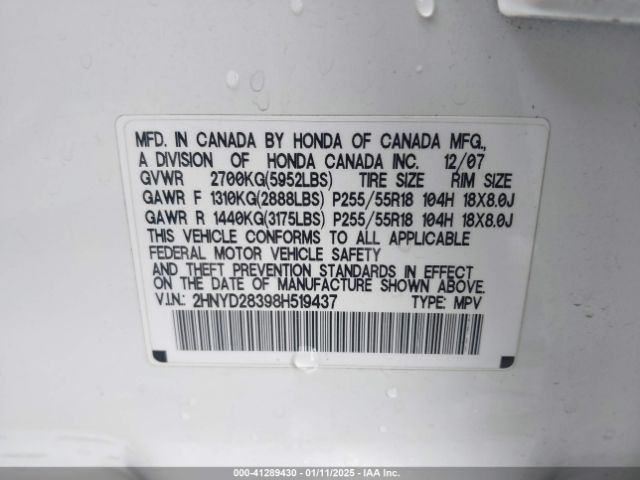 MFD. IN CANADA BY HONDA OF CANADA MFG.,
A DIVISION OF HONDA CANADA INC. 12/07
GVWR 2700KG(5952LBS) TIRE SIZE RIM SIZE
GAWR F 1310KG(2888LBS) P255/55R18 104H 18X8.0J
GAWR R 1440KG(3175LBS) P255/55R18 104H 18X8.0J
THIS VEHICLE CONFORMS TO ALL APPLICABLE
FEDERAL MOTOR VEHICLE SAFETY
AND THEFT PREVENTION STANDARDS IN EFFECT
ON THE DATE OF MANUFACTURE SHOWN ABOVE.
V.I.N.: 2HNYD28398H519437 TYPE: MPV
000-41289430 - 01/11/2025 - IAA Inc.